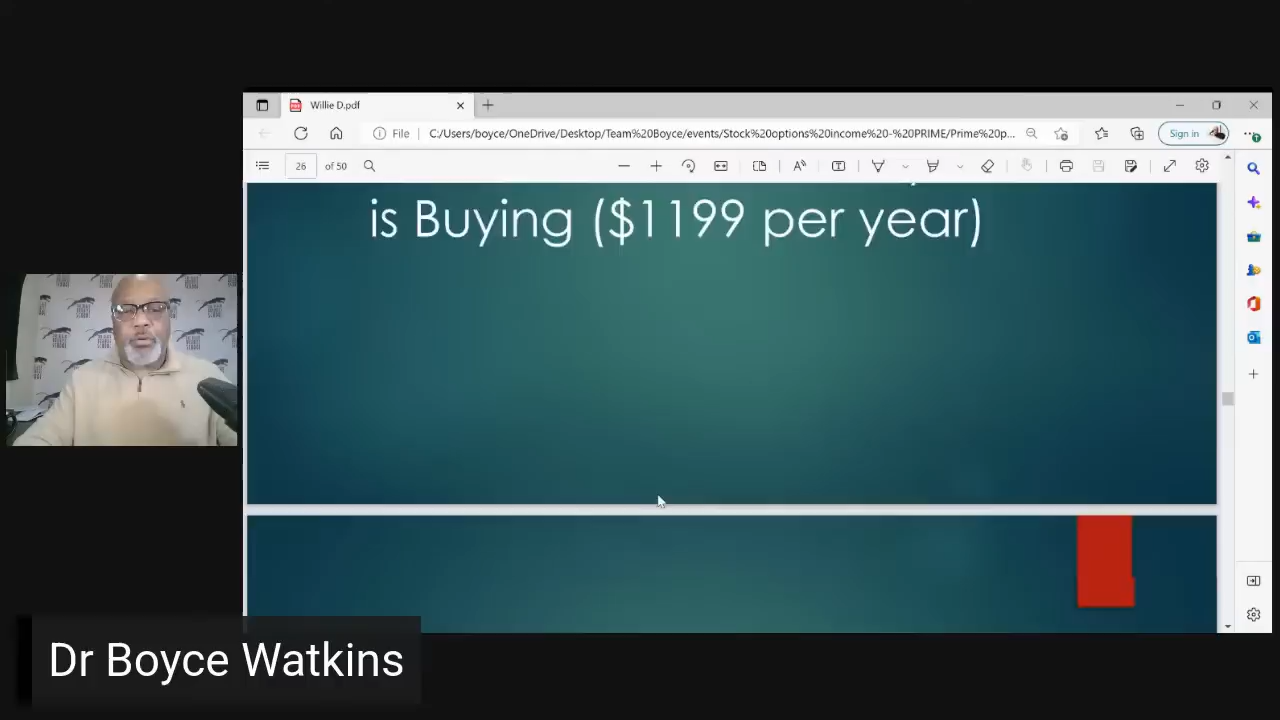 Willie D.pdf
File
C:/Users/boyce/OneDrive/Desktop/Team%20Boyce/events/Stock%20options%20income%20-%20PRIME/Prime%20p...
Sign in
26 of 50
is Buying ($1199 per year)
Dr Boyce Watkins